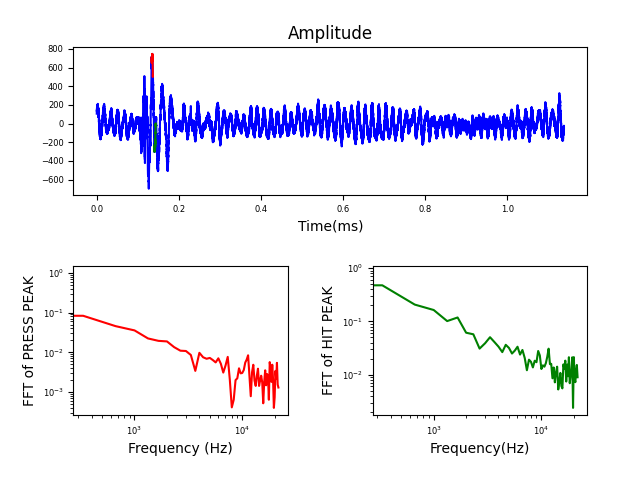 Amplitude
800
600
400
200
0
−200
−400
−600
0.0 0.2 0.4 0.6 0.8 1.0
Time(ms)
FFT of PRESS PEAK
10⁰
10⁻¹
10⁻²
10⁻³
10³ 10⁴
Frequency (Hz)
FFT of HIT PEAK
10⁰
10⁻¹
10⁻²
10³ 10⁴
Frequency(Hz)